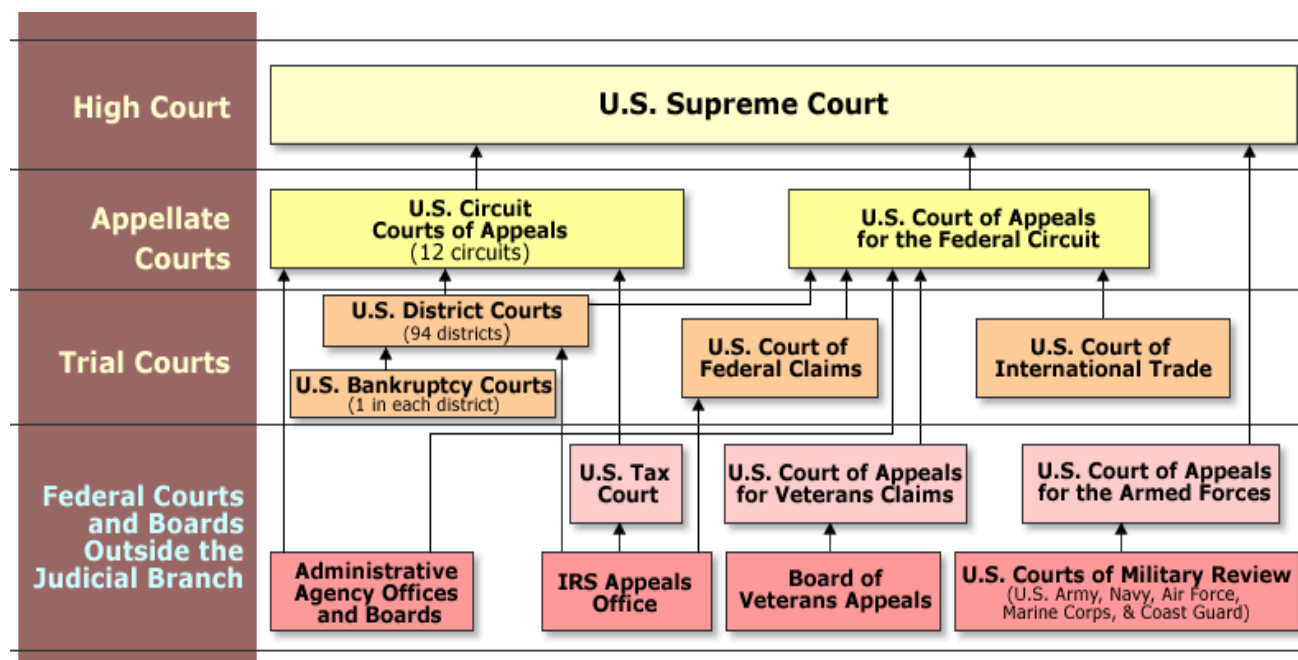 High Court
U.S. Supreme Court
Appellate
Courts
U.S. Circuit
Courts of Appeals
(12 circuits)
U.S. Court of Appeals
for the Federal Circuit
Trial Courts
U.S. District Courts
(94 districts)
U.S. Bankruptcy Courts
(1 in each district)
U.S. Court of
Federal Claims
U.S. Court of
International Trade
Federal Courts
and Boards
Outside the
Judicial Branch
U.S. Tax
Court
U.S. Court of Appeals
for Veterans Claims
U.S. Court of Appeals
for the Armed Forces
Administrative
Agency Offices
and Boards
IRS Appeals
Office
Board of
Veterans Appeals
U.S. Courts of Military Review
(U.S. Army, Navy, Air Force,
Marine Corps, & Coast Guard)